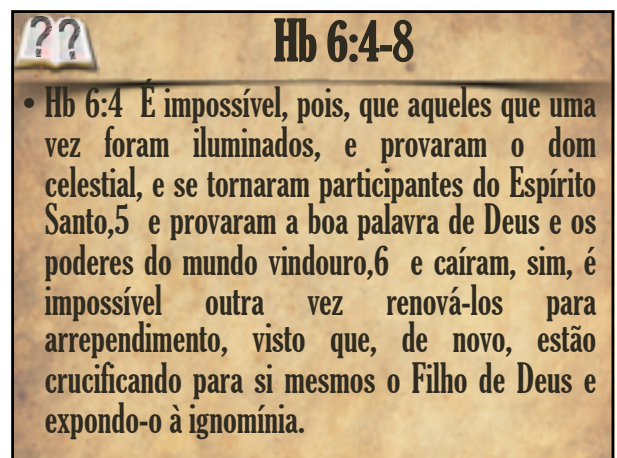 ? ?
Hb 6:4-8
• Hb 6:4 É impossível, pois, que aqueles que uma
vez foram iluminados, e provaram o dom
celestial, e se tornaram participantes do Espírito
Santo,5 e provaram a boa palavra de Deus e os
poderes do mundo vindouro,6 e caíram, sim, é
impossível outra vez renová-los para
arrependimento, visto que, de novo, estão
crucificando para si mesmos o Filho de Deus e
expondo-o à ignomínia.